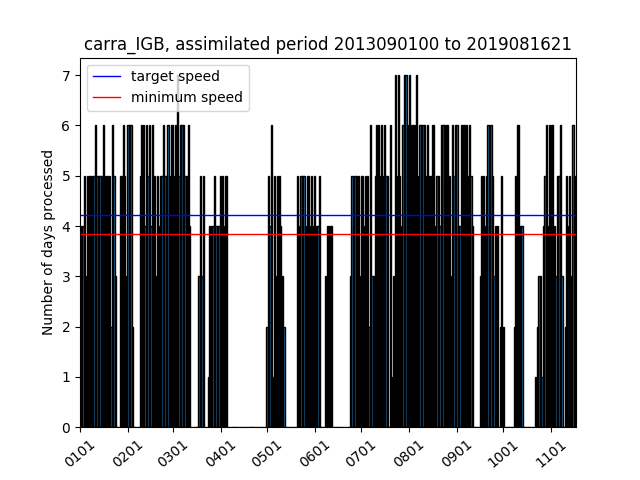 carra_IGB, assimilated period 2013090100 to 2019081621
target speed
minimum speed
Number of days processed
7
6
5
4
3
2
1
0
0101 0201 0301 0401 0501 0601 0701 0801 0901 1001 1101